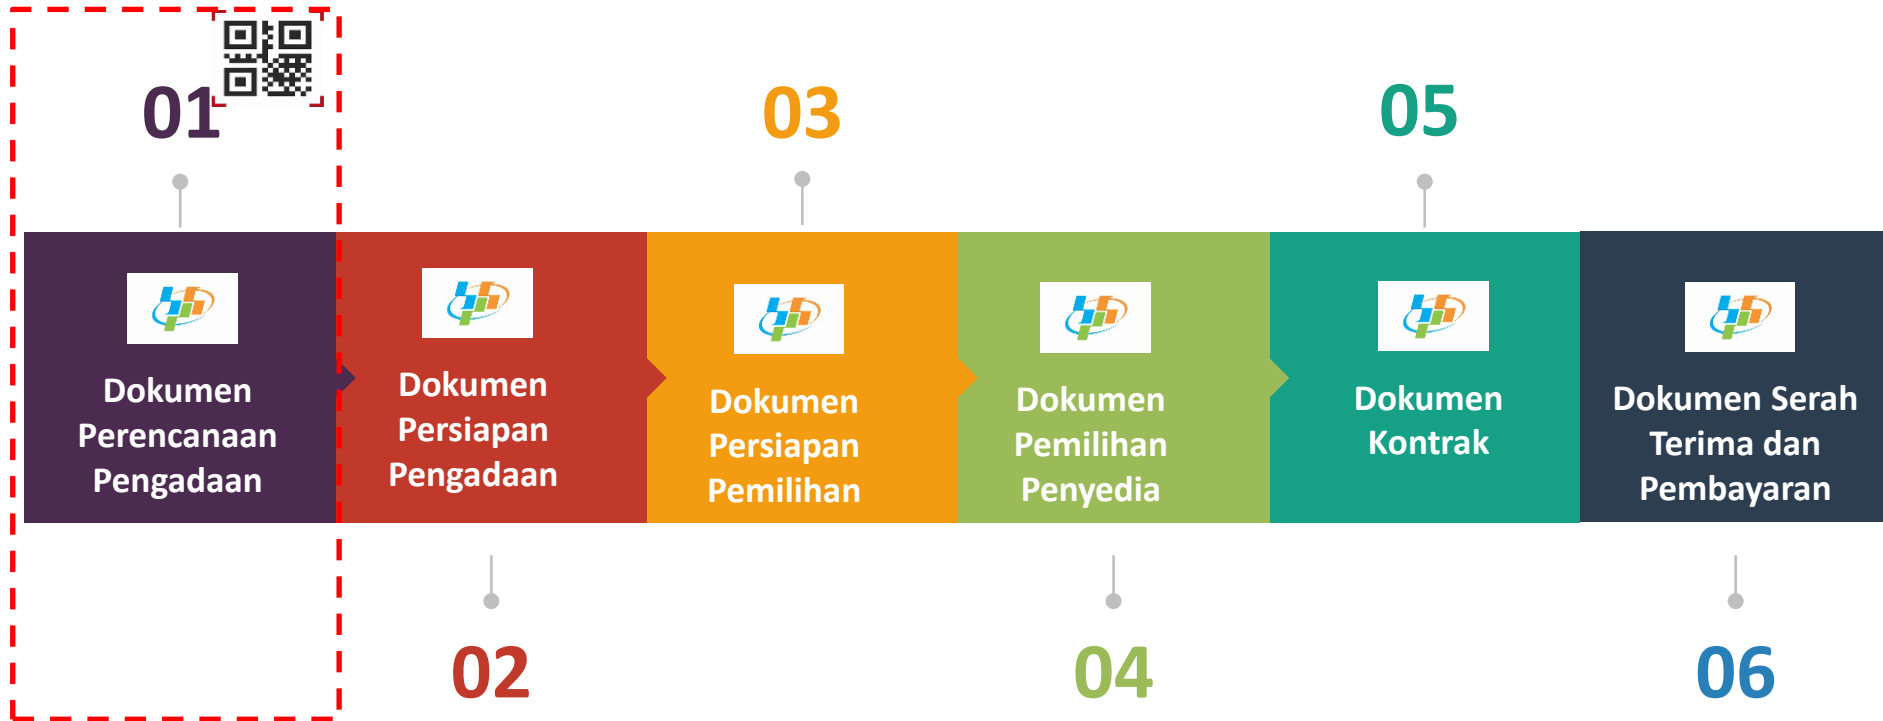 01
Dokumen
Perencanaan
Pengadaan
Dokumen
Persiapan
Pengadaan
02
03
Dokumen
Persiapan
Pemilihan
Dokumen
Pemilihan
Penyedia
04
05
Dokumen
Kontrak
Dokumen Serah
Terima dan
Pembayaran
06